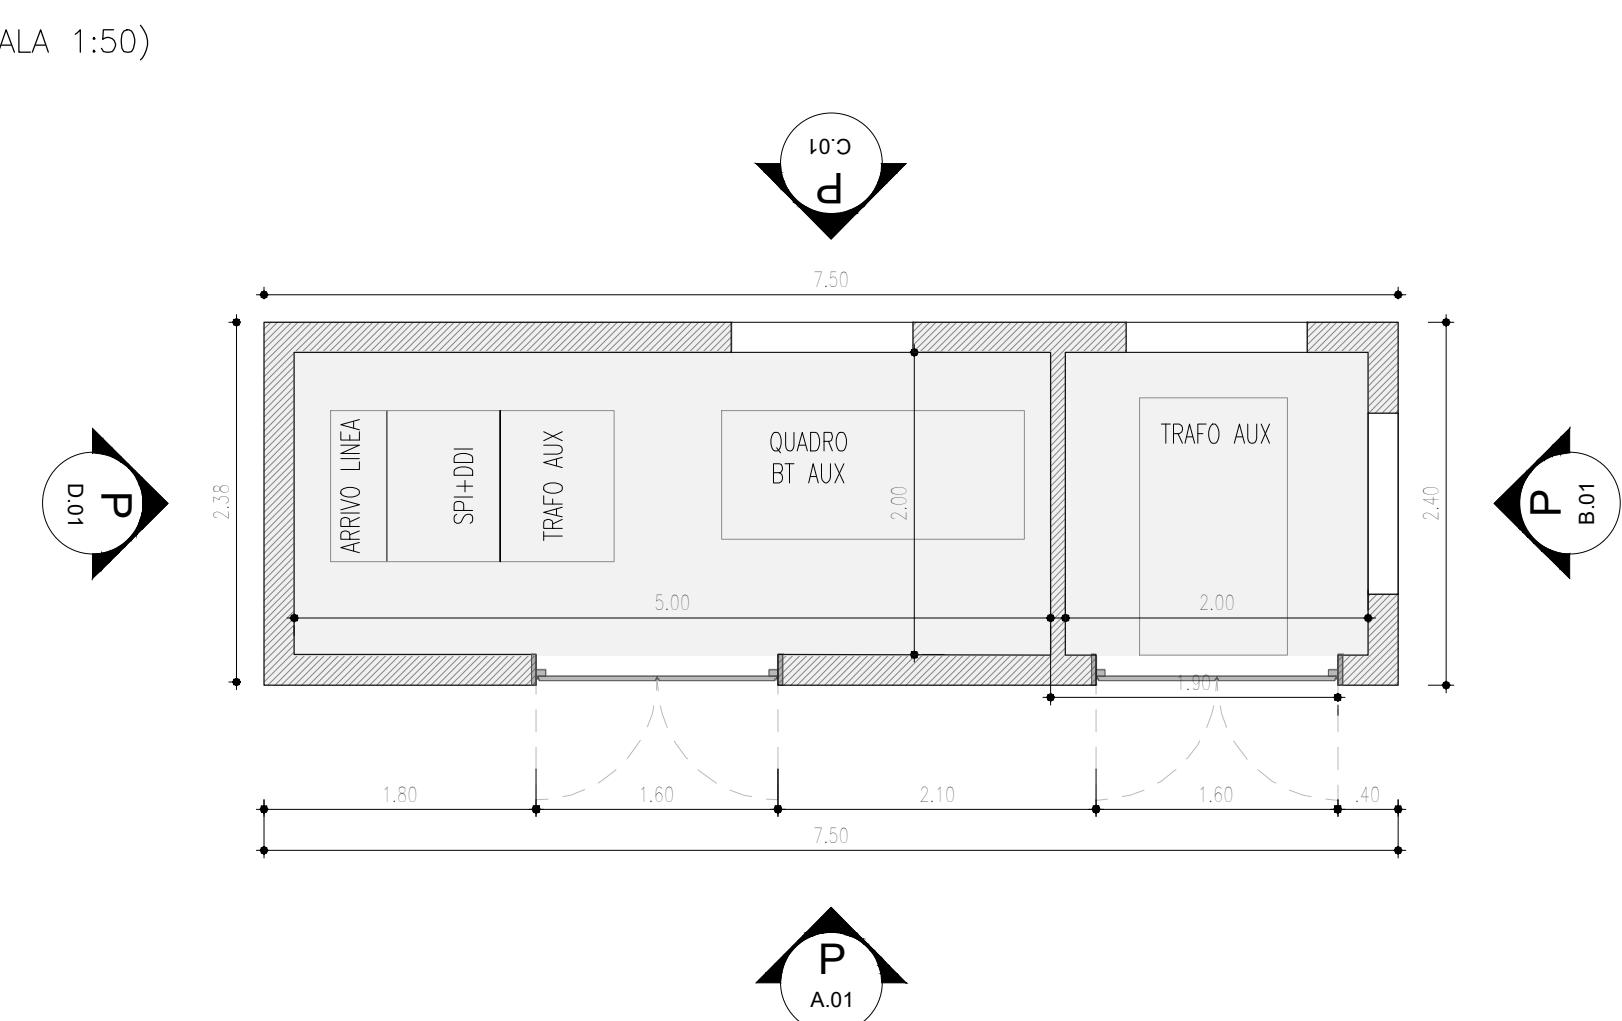 ALA 1:50)
C.01
P
7.50
ARRIVO LINEA
SPI+DDI
TRAFO AUX
QUADRO
BT AUX
TRAFO AUX
2.38
2.00
2.40
P
D.01
P
B.01
5.00
2.00
1.90
1.80
1.60
2.10
1.60
.40
7.50
P
A.01